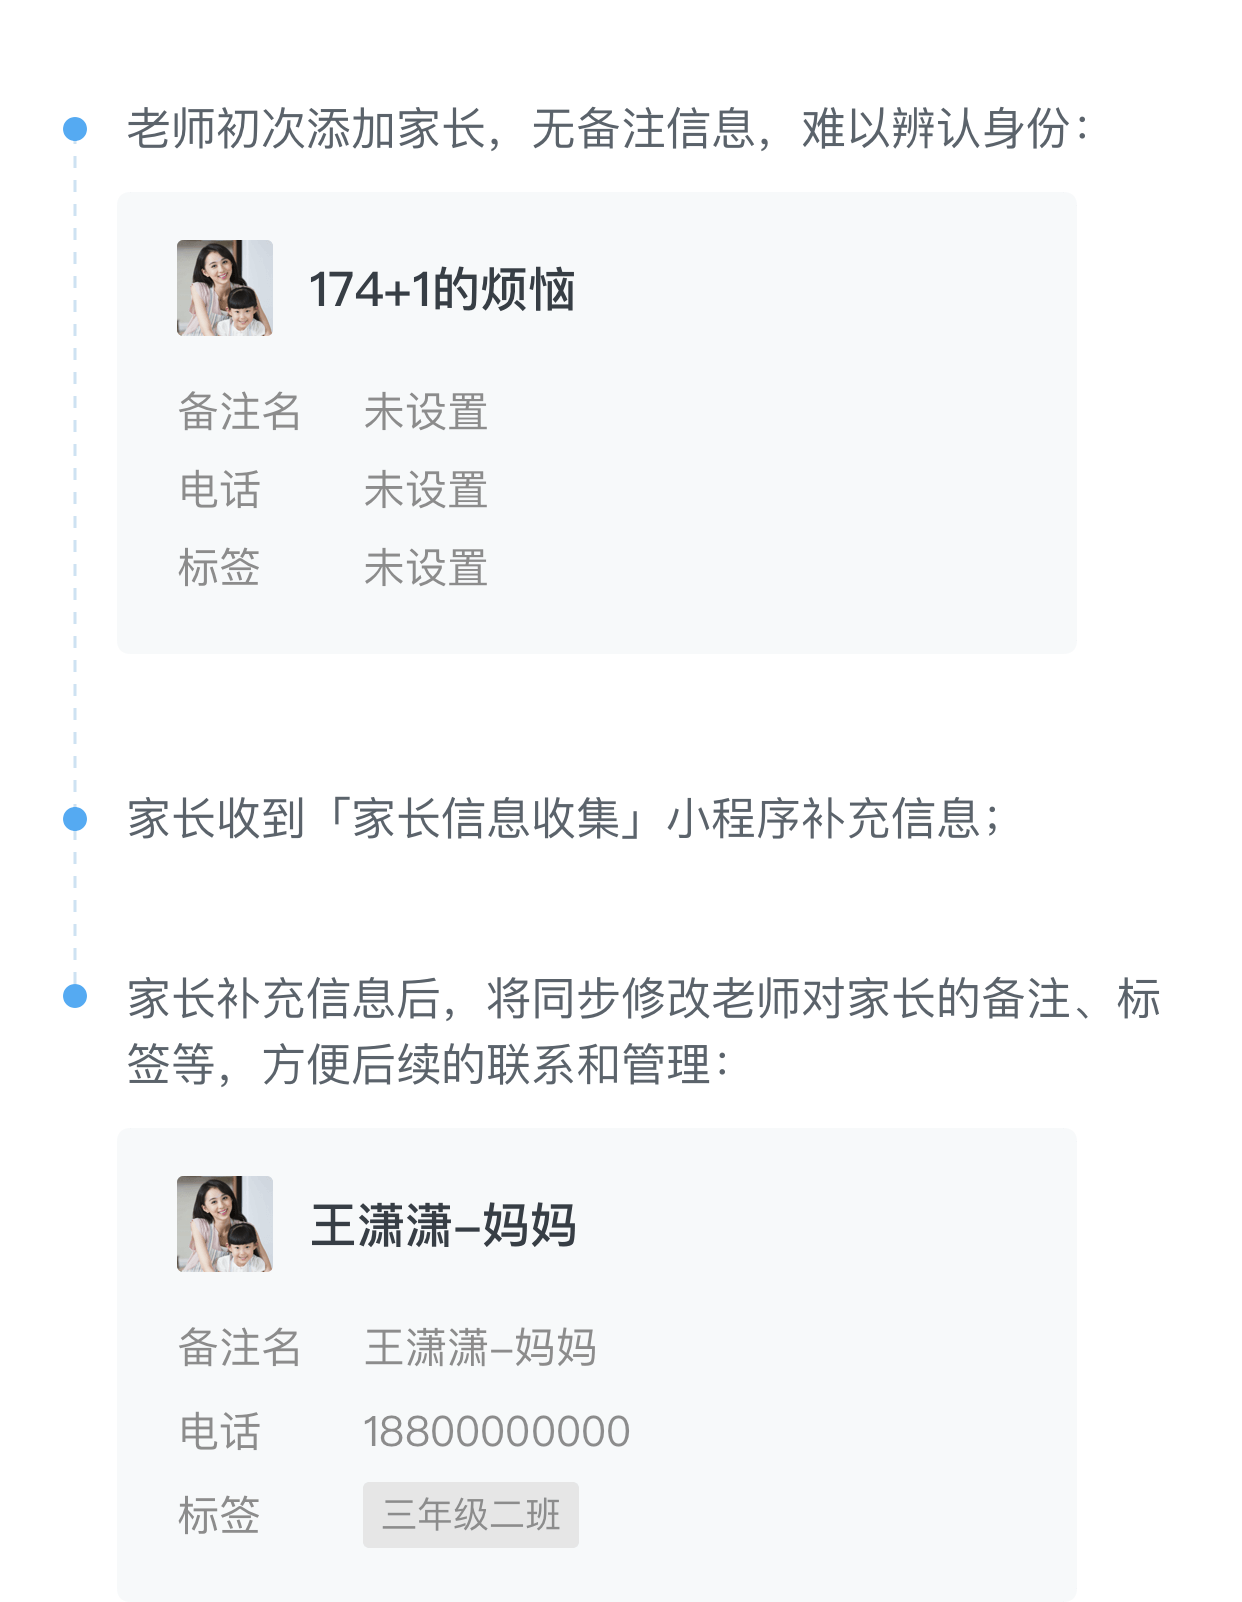 老师初次添加家长，无备注信息，难以辨认身份：
174+1的烦恼
备注名 未设置
电话 未设置
标签 未设置
家长收到「家长信息收集」小程序补充信息；
家长补充信息后，将同步修改老师对家长的备注、标
签等，方便后续的联系和管理：
王潇潇–妈妈
备注名 王潇潇–妈妈
电话 18800000000
标签 三年级二班